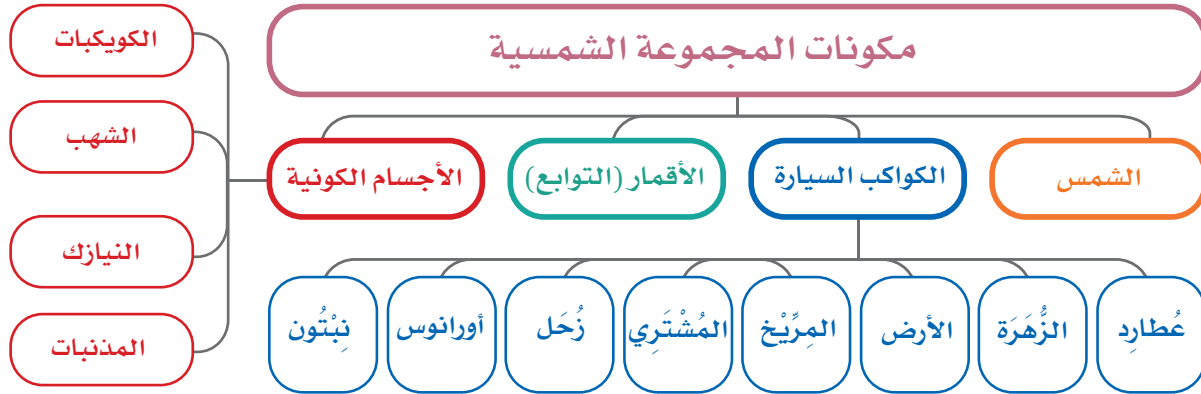 مكونات المجموعة الشمسية
الشمس
الكواكب السيارة
الأقمار (التوابع)
الأجسام الكونية
عُطارِد
الزُّهَرَة
الأرض
المِرِّيْخ
المُشْتَرِي
زُحَل
أورانوس
نِبْتُون
الكويكبات
الشهب
النيازك
المذنبات